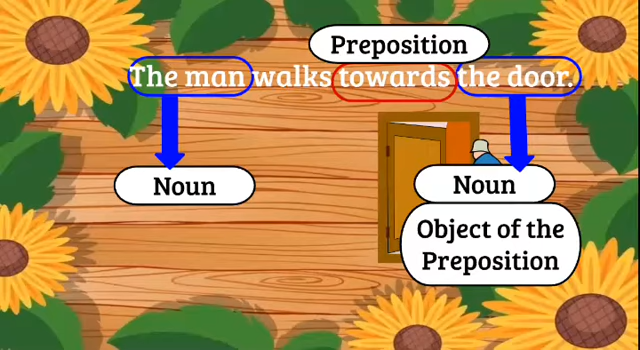 Preposition
The man walks towards the door.
Noun
Noun
Object of the
Preposition